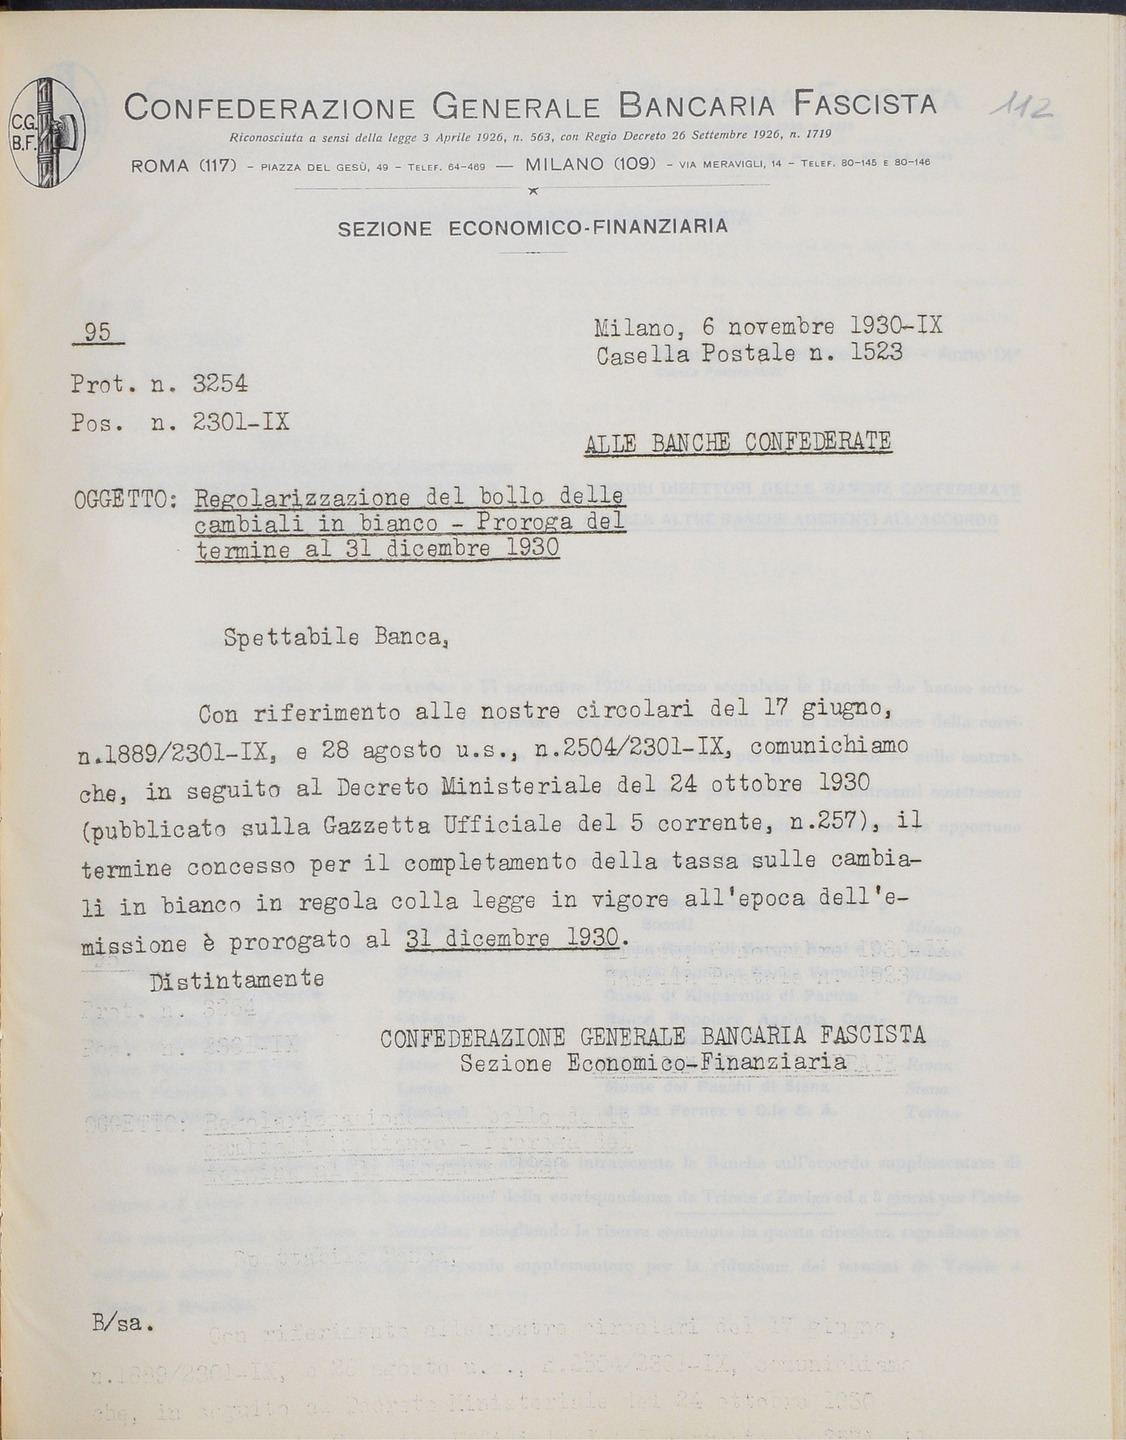 C.G.
B.F.
CONFEDERAZIONE GENERALE BANCARIA FASCISTA
112
Riconosciuta a sensi della legge 3 Aprile 1926, n. 563, con Regio Decreto 26 Settembre 1926, n. 1719
ROMA (117) - PIAZZA DEL GESÙ, 49 - TELEF. 64-469 — MILANO (109) - VIA MERAVIGLI, 14 - TELEF. 80-145 E 80-146
SEZIONE ECONOMICO-FINANZIARIA
95
Milano, 6 novembre 1930-IX
Casella Postale n. 1523
Prot. n. 3254
Pos. n. 2301-IX
ALLE BANCHE CONFEDERATE
OGGETTO: Regolarizzazione del bollo delle
cambiali in bianco - Proroga del
termine al 31 dicembre 1930
Spettabile Banca,
Con riferimento alle nostre circolari del 17 giugno,
n.1889/2301-IX, e 28 agosto u.s., n.2504/2301-IX, comunichiamo
che, in seguito al Decreto Ministeriale del 24 ottobre 1930
(pubblicato sulla Gazzetta Ufficiale del 5 corrente, n.257), il
termine concesso per il completamento della tassa sulle cambia-
li in bianco in regola colla legge in vigore all'epoca dell'e-
missione è prorogato al 31 dicembre 1930.
Distintamente
CONFEDERAZIONE GENERALE BANCARIA FASCISTA
Sezione Economico-Finanziaria
B/sa.